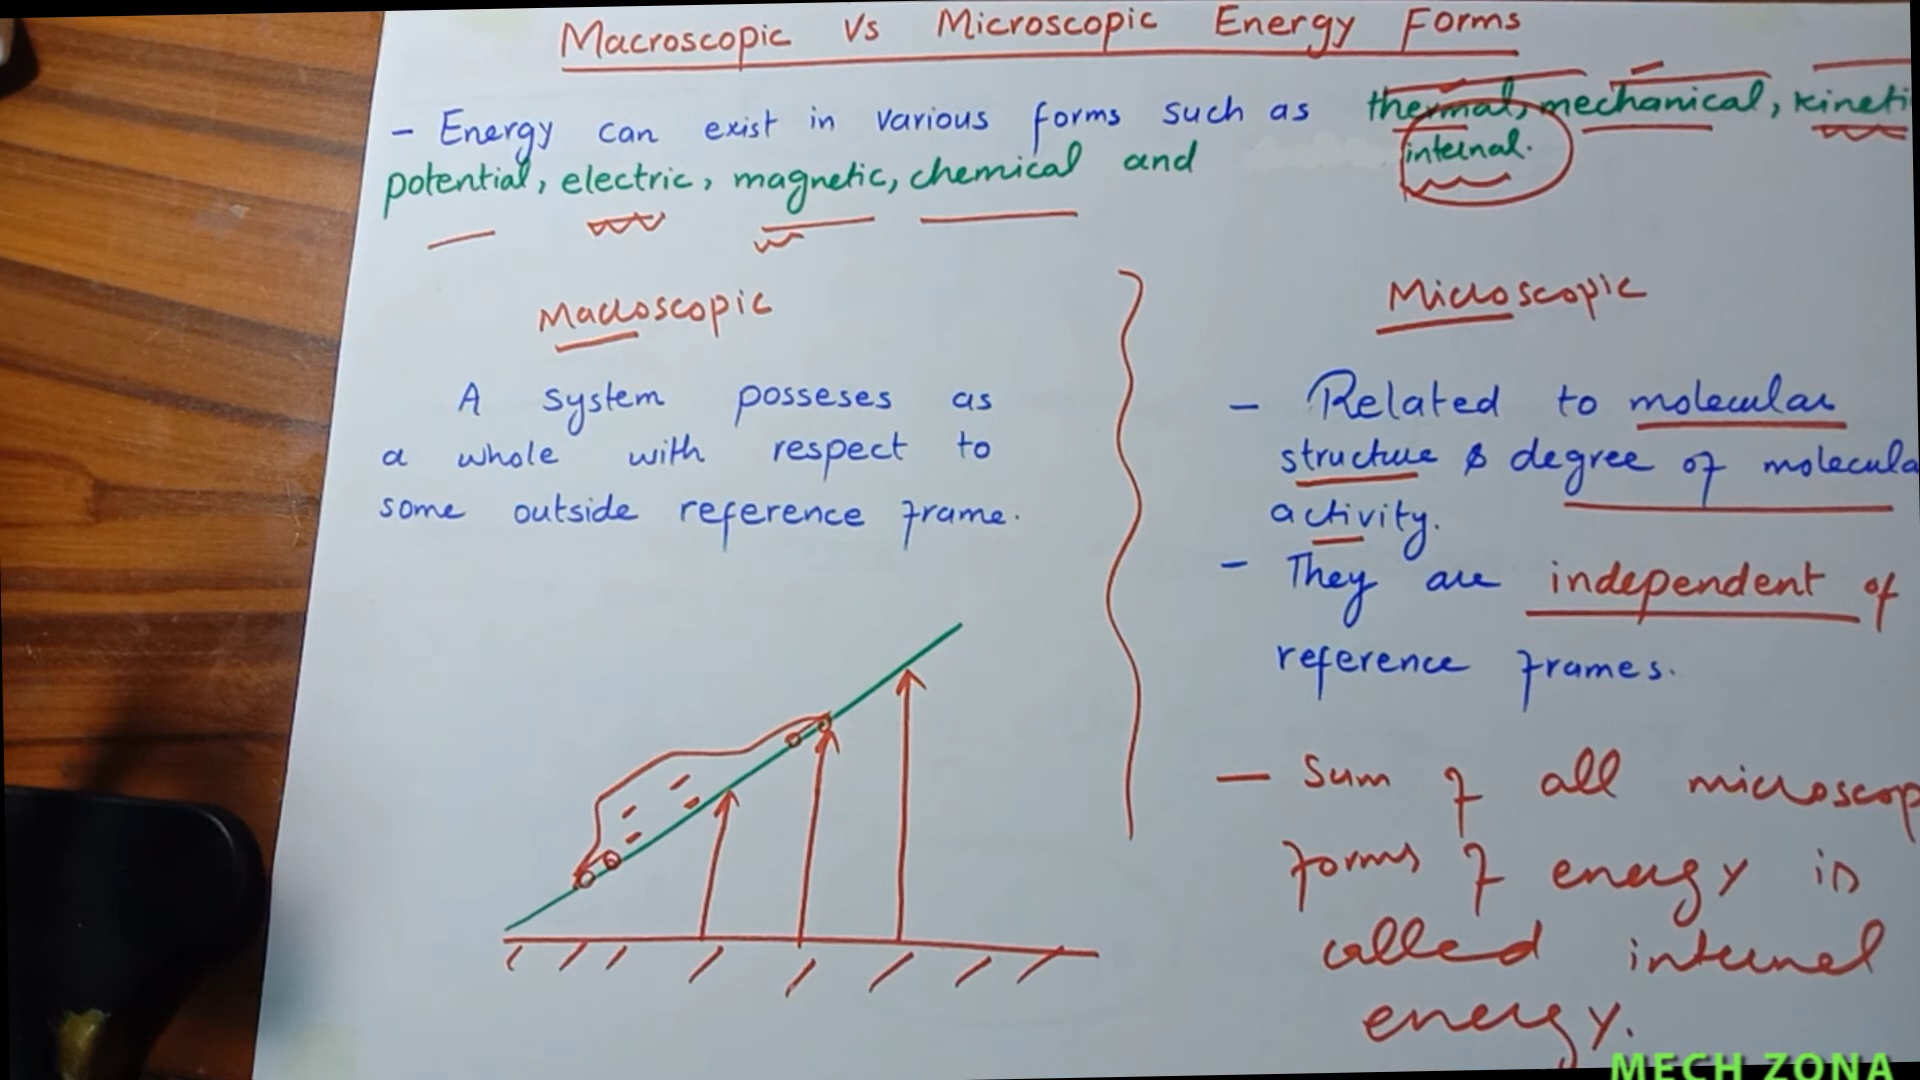 Macroscopic Vs Microscopic Energy Forms
- Energy can exist in various forms such as thermal, mechanical, kineti
potential, electric, magnetic, chemical and internal.
Macroscopic
A system posseses as
a whole with respect to
some outside reference frame.
Microscopic
- Related to molecular
structure & degree of molecula
activity.
- They are independent of
reference frames.
- Sum of all microscop
forms of energy is
called internal
energy.
MECH ZONA